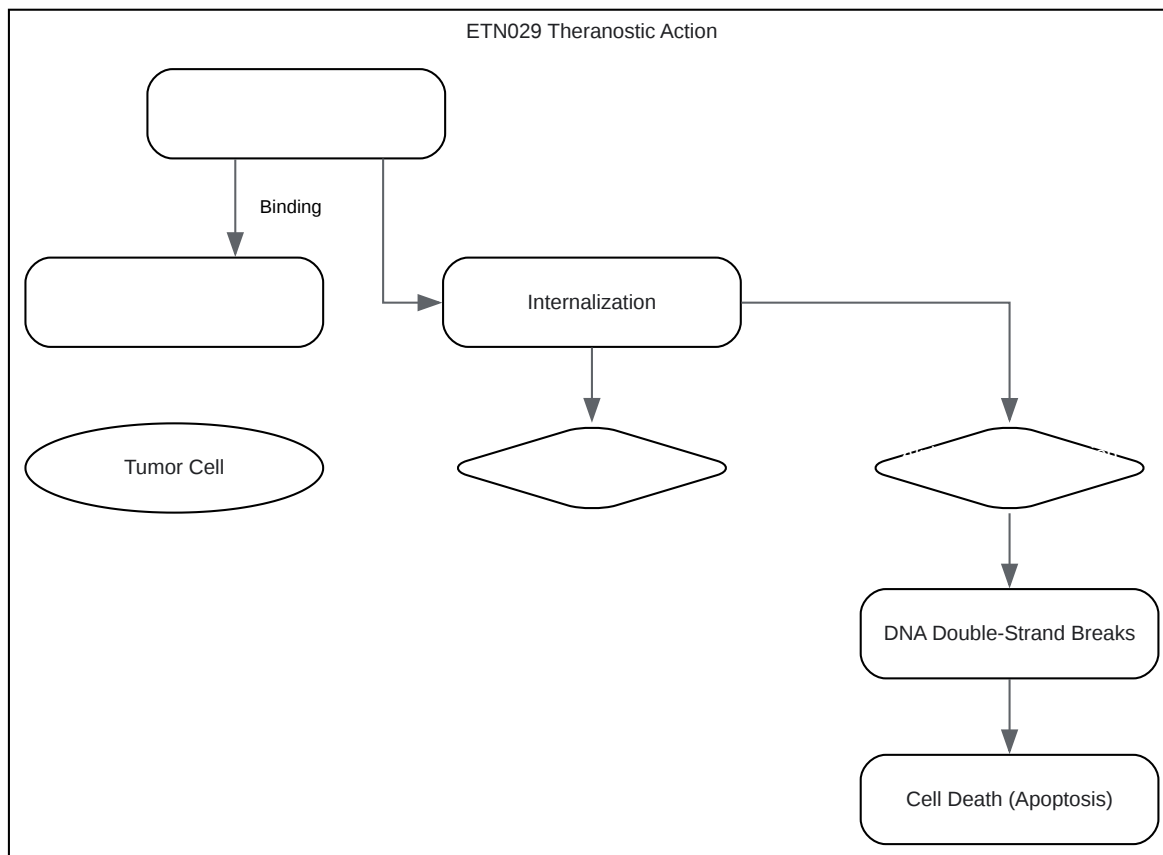 ETN029 Theranostic Action
Binding
Internalization
Tumor Cell
DNA Double-Strand Breaks
Cell Death (Apoptosis)